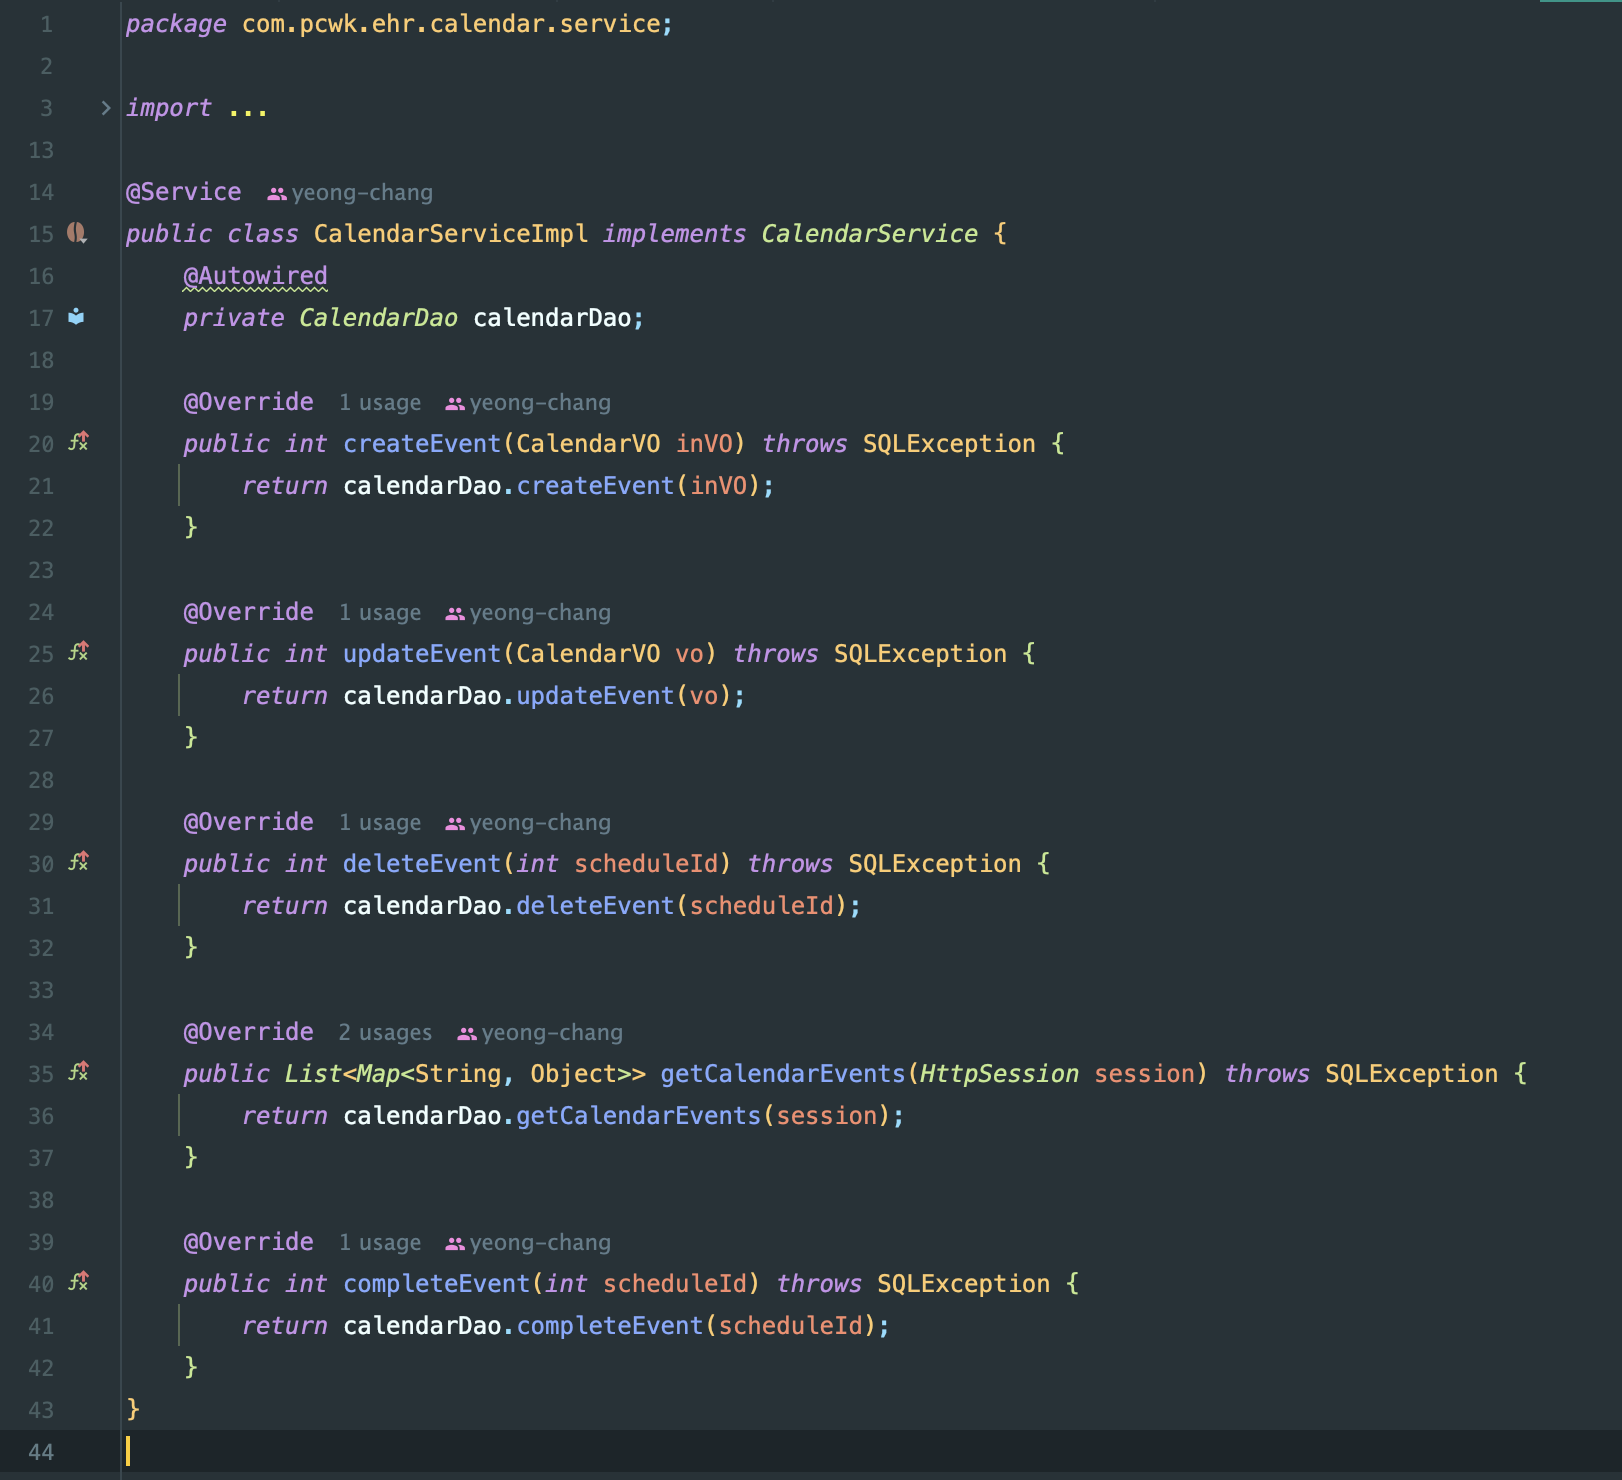 1 package com.pcwk.ehr.calendar.service;
2
3 import ...
13
14 @Service yeong-chang
15 public class CalendarServiceImpl implements CalendarService {
16 @Autowired
17 private CalendarDao calendarDao;
18
19 @Override 1 usage yeong-chang
20 public int createEvent(CalendarVO inVO) throws SQLException {
21 return calendarDao.createEvent(inVO);
22 }
23
24 @Override 1 usage yeong-chang
25 public int updateEvent(CalendarVO vo) throws SQLException {
26 return calendarDao.updateEvent(vo);
27 }
28
29 @Override 1 usage yeong-chang
30 public int deleteEvent(int scheduleId) throws SQLException {
31 return calendarDao.deleteEvent(scheduleId);
32 }
33
34 @Override 2 usages yeong-chang
35 public List<Map<String, Object>> getCalendarEvents(HttpSession session) throws SQLException {
36 return calendarDao.getCalendarEvents(session);
37 }
38
39 @Override 1 usage yeong-chang
40 public int completeEvent(int scheduleId) throws SQLException {
41 return calendarDao.completeEvent(scheduleId);
42 }
43 }
44